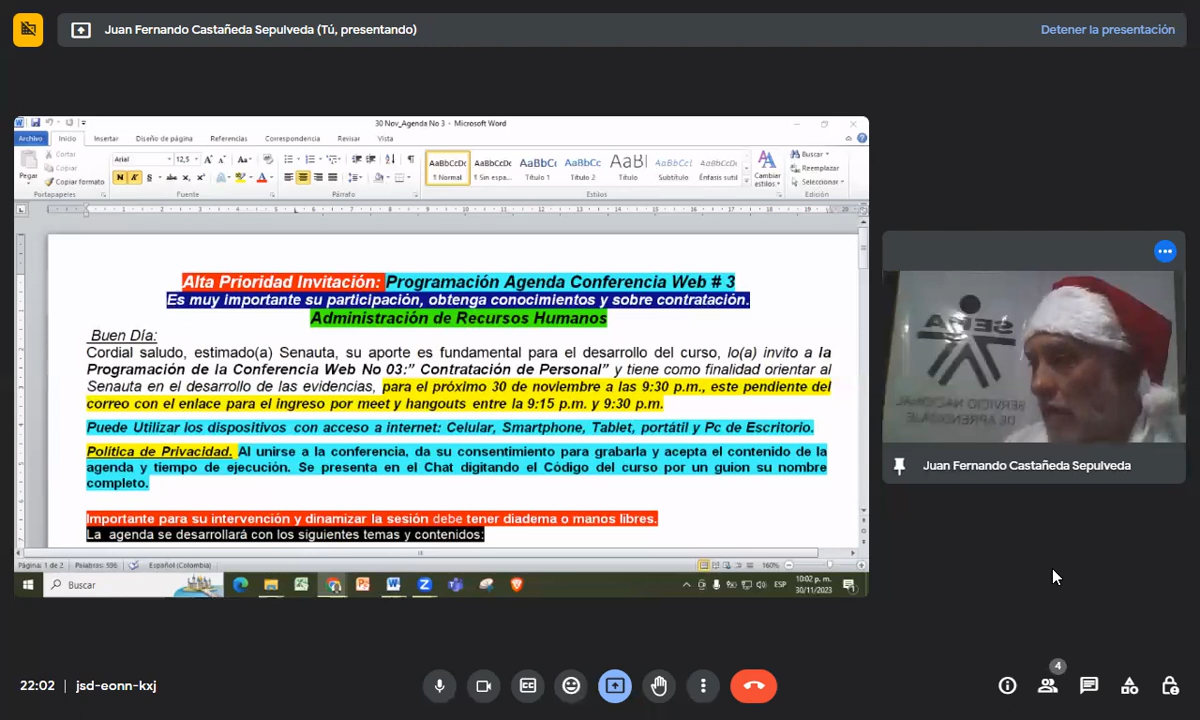 Juan Fernando Castañeda Sepulveda (Tú, presentando)
Detener la presentación
30 Nov_Agenda No 3 - Microsoft Word
Archivo Inicio Insertar Diseño de página Referencias Correspondencia Revisar Vista
Pegar
Cortar
Copiar
Copiar formato
Portapapeles
Arial 12,5
Fuente
Párrafo
AaBbCcDc AaBbCcDc AaBbCc AaBbCc AaBbl AaBbCcl AaBbCcDc
¶ Normal ¶ Sin espa... Título 1 Título 2 Título Subtítulo Énfasis sutil
Estilos
Cambiar estilos
Buscar
Reemplazar
Seleccionar
Edición
Alta Prioridad Invitación: Programación Agenda Conferencia Web # 3
Es muy importante su participación, obtenga conocimientos y sobre contratación.
Administración de Recursos Humanos
Buen Día:
Cordial saludo, estimado(a) Senauta, su aporte es fundamental para el desarrollo del curso, lo(a) invito a la
Programación de la Conferencia Web No 03:” Contratación de Personal” y tiene como finalidad orientar al
Senauta en el desarrollo de las evidencias, para el próximo 30 de noviembre a las 9:30 p.m., este pendiente del
correo con el enlace para el ingreso por meet y hangouts entre la 9:15 p.m. y 9:30 p.m.
Puede Utilizar los dispositivos con acceso a internet: Celular, Smartphone, Tablet, portátil y Pc de Escritorio.
Política de Privacidad. Al unirse a la conferencia, da su consentimiento para grabarla y acepta el contenido de la
agenda y tiempo de ejecución. Se presenta en el Chat digitando el Código del curso por un guion su nombre
completo.
Importante para su intervención y dinamizar la sesión debe tener diadema o manos libres.
La agenda se desarrollará con los siguientes temas y contenidos:
Página: 1 de 2 Palabras: 596 Español (Colombia) 160%
Buscar
ESP
10:02 p. m.
30/11/2023
SENA
SERVICIO NACIONAL
DE APRENDIZAJE
Juan Fernando Castañeda Sepulveda
22:02 | jsd-eonn-kxj
4